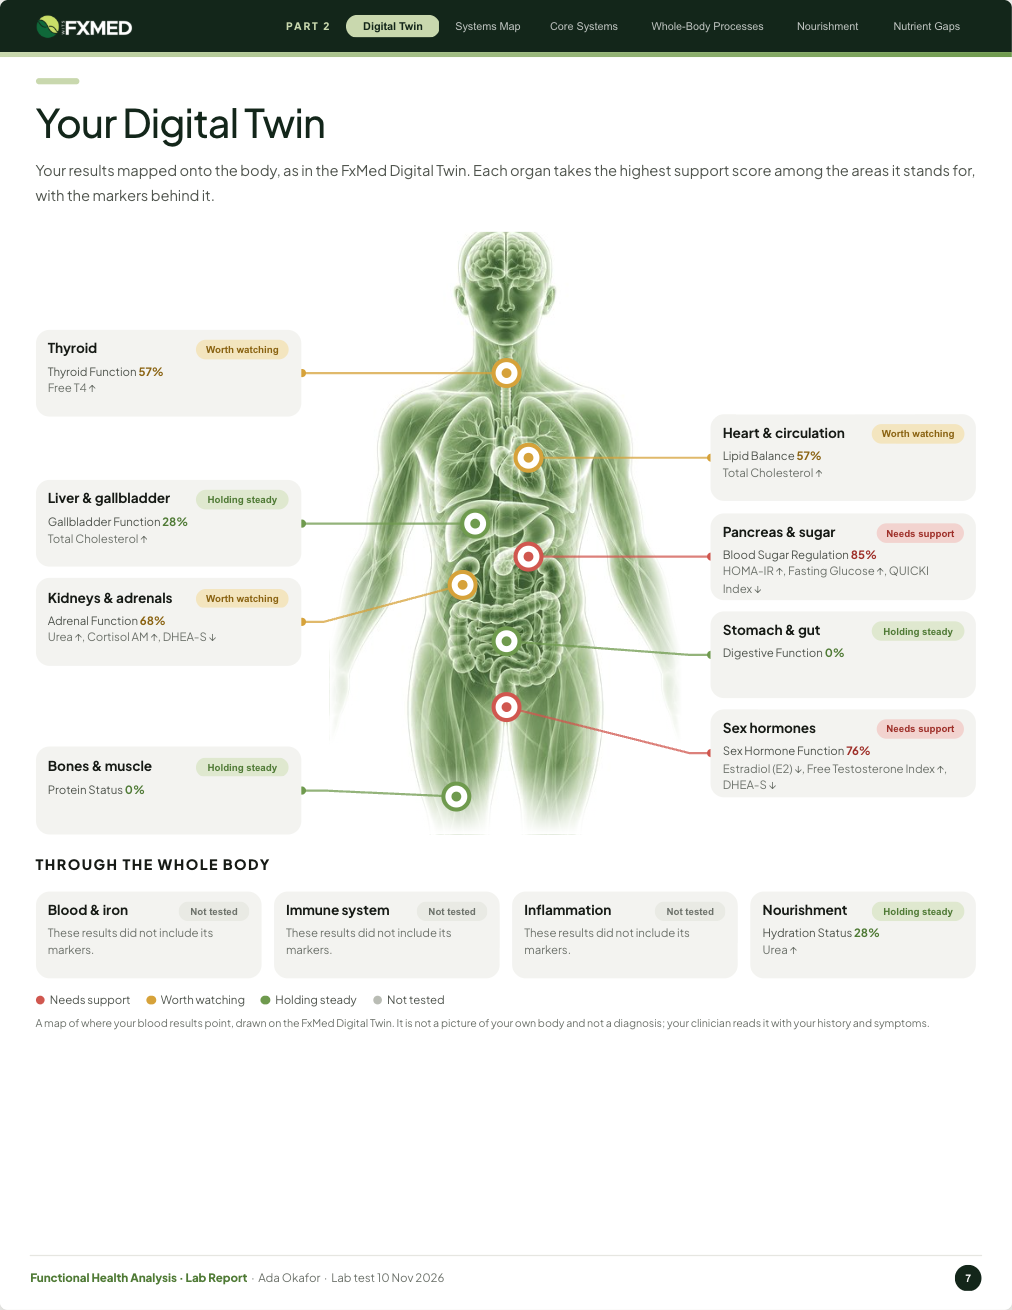 FXMED
PART 2
Digital Twin
Systems Map
Core Systems
Whole-Body Processes
Nourishment
Nutrient Gaps
Your Digital Twin
Your results mapped onto the body, as in the FxMed Digital Twin. Each organ takes the highest support score among the areas it stands for,
with the markers behind it.
Thyroid
Worth watching
Thyroid Function 57%
Free T4 ↑
Heart & circulation
Worth watching
Lipid Balance 57%
Total Cholesterol ↑
Liver & gallbladder
Holding steady
Gallbladder Function 28%
Total Cholesterol ↑
Pancreas & sugar
Needs support
Blood Sugar Regulation 85%
HOMA-IR ↑, Fasting Glucose ↑, QUICKI
Index ↓
Kidneys & adrenals
Worth watching
Adrenal Function 68%
Urea ↑, Cortisol AM ↑, DHEA-S ↓
Stomach & gut
Holding steady
Digestive Function 0%
Sex hormones
Needs support
Sex Hormone Function 76%
Estradiol (E2) ↓, Free Testosterone Index ↑,
DHEA-S ↓
Bones & muscle
Holding steady
Protein Status 0%
THROUGH THE WHOLE BODY
Blood & iron
Not tested
These results did not include its
markers.
Immune system
Not tested
These results did not include its
markers.
Inflammation
Not tested
These results did not include its
markers.
Nourishment
Holding steady
Hydration Status 28%
Urea ↑
Needs support
Worth watching
Holding steady
Not tested
A map of where your blood results point, drawn on the FxMed Digital Twin. It is not a picture of your own body and not a diagnosis; your clinician reads it with your history and symptoms.
Functional Health Analysis · Lab Report · Ada Okafor · Lab test 10 Nov 2026
7